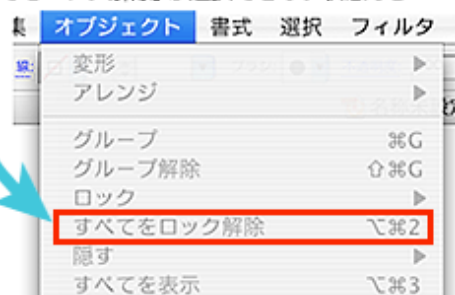 集 オブジェクト 書式 選択 フィルタ
線:
変形
アレンジ
グループ ⌘G
グループ解除 ⇧⌘G
ロック
すべてをロック解除 ⌥⌘2
隠す
すべてを表示 ⌥⌘3